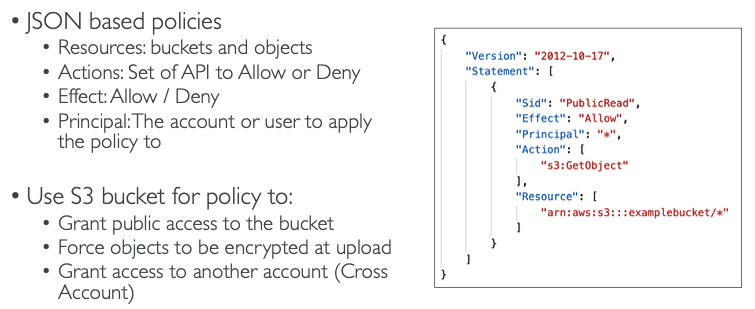 • JSON based policies
• Resources: buckets and objects
• Actions: Set of API to Allow or Deny
• Effect: Allow / Deny
• Principal:The account or user to apply
the policy to
• Use S3 bucket for policy to:
• Grant public access to the bucket
• Force objects to be encrypted at upload
• Grant access to another account (Cross
Account)
{
"Version": "2012-10-17",
"Statement": [
{
"Sid": "PublicRead",
"Effect": "Allow",
"Principal": "*",
"Action": [
"s3:GetObject"
],
"Resource": [
"arn:aws:s3:::examplebucket/*"
]
}
]
}